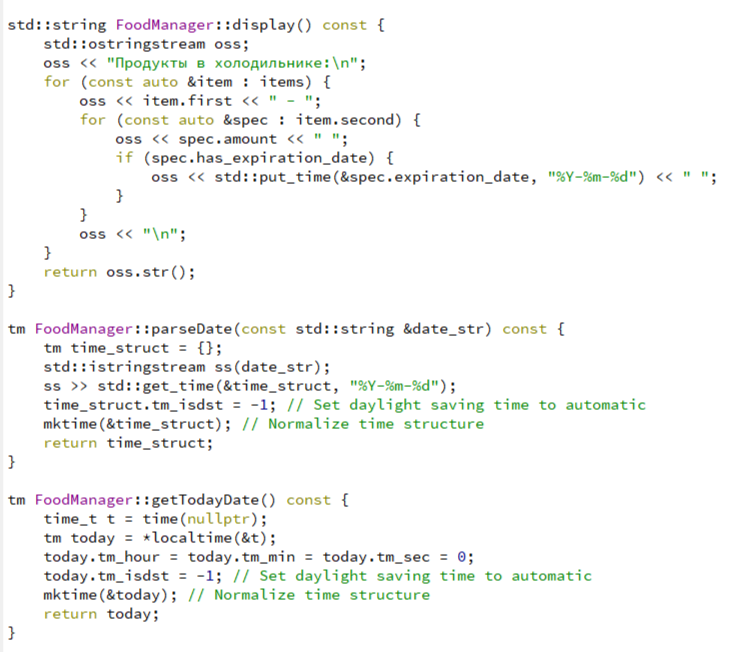 std::string FoodManager::display() const {
    std::ostringstream oss;
    oss << "Продукты в холодильнике:\n";
    for (const auto &item : items) {
        oss << item.first << " - ";
        for (const auto &spec : item.second) {
            oss << spec.amount << " ";
            if (spec.has_expiration_date) {
                oss << std::put_time(&spec.expiration_date, "%Y-%m-%d") << " ";
            }
        }
        oss << "\n";
    }
    return oss.str();
}

tm FoodManager::parseDate(const std::string &date_str) const {
    tm time_struct = {};
    std::istringstream ss(date_str);
    ss >> std::get_time(&time_struct, "%Y-%m-%d");
    time_struct.tm_isdst = -1; // Set daylight saving time to automatic
    mktime(&time_struct); // Normalize time structure
    return time_struct;
}

tm FoodManager::getTodayDate() const {
    time_t t = time(nullptr);
    tm today = *localtime(&t);
    today.tm_hour = today.tm_min = today.tm_sec = 0;
    today.tm_isdst = -1; // Set daylight saving time to automatic
    mktime(&today); // Normalize time structure
    return today;
}